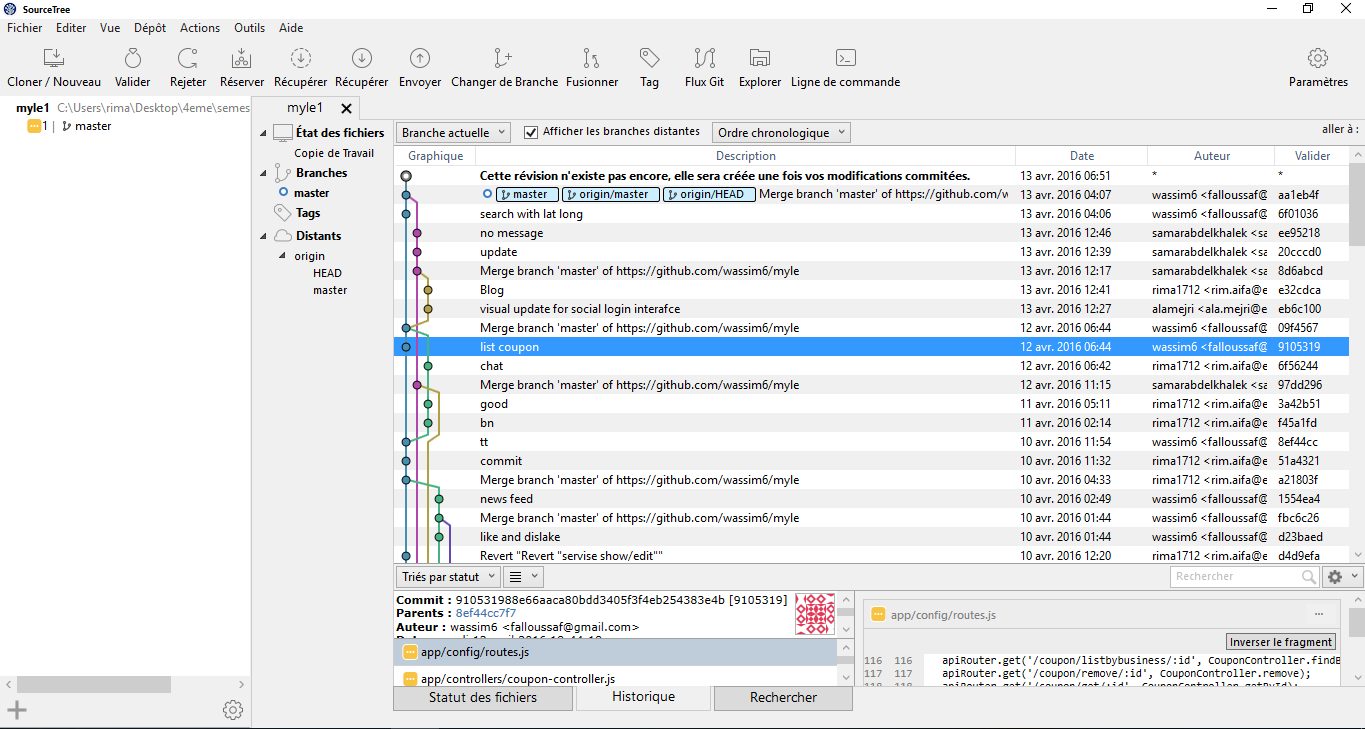 SourceTree
Fichier Editer Vue Dépôt Actions Outils Aide
Cloner / Nouveau Valider Rejeter Réserver Récupérer Récupérer Envoyer Changer de Branche Fusionner Tag Flux Git Explorer Ligne de commande Paramètres
myle1 C:\Users\rima\Desktop\4eme\semes
1 | master
myle1
État des fichiers
Copie de Travail
Branches
master
Tags
Distants
origin
HEAD
master
Branche actuelle Afficher les branches distantes Ordre chronologique aller à :
Graphique Description Date Auteur Valider
Cette révision n'existe pas encore, elle sera créée une fois vos modifications commitées. 13 avr. 2016 06:51 * *
master origin/master origin/HEAD Merge branch 'master' of https://github.com/w 13 avr. 2016 04:07 wassim6 <falloussaf@ aa1eb4f
search with lat long 13 avr. 2016 04:06 wassim6 <falloussaf@ 6f01036
no message 13 avr. 2016 12:46 samarabdelkhalek <sa ee95218
update 13 avr. 2016 12:39 samarabdelkhalek <sa 20cccd0
Merge branch 'master' of https://github.com/wassim6/myle 13 avr. 2016 12:17 samarabdelkhalek <sa 8d6abcd
Blog 13 avr. 2016 12:41 rima1712 <rim.aifa@e e32cdca
visual update for social login interafce 13 avr. 2016 12:27 alamejri <ala.mejri@e eb6c100
Merge branch 'master' of https://github.com/wassim6/myle 12 avr. 2016 06:44 wassim6 <falloussaf@ 09f4567
list coupon 12 avr. 2016 06:44 wassim6 <falloussaf@ 9105319
chat 12 avr. 2016 06:42 rima1712 <rim.aifa@e 6f56244
Merge branch 'master' of https://github.com/wassim6/myle 12 avr. 2016 11:15 samarabdelkhalek <sa 97dd296
good 11 avr. 2016 05:11 rima1712 <rim.aifa@e 3a42b51
bn 11 avr. 2016 02:14 rima1712 <rim.aifa@e f45a1fd
tt 10 avr. 2016 11:54 wassim6 <falloussaf@ 8ef44cc
commit 10 avr. 2016 11:32 rima1712 <rim.aifa@e 51a4321
Merge branch 'master' of https://github.com/wassim6/myle 10 avr. 2016 04:33 rima1712 <rim.aifa@e a21803f
news feed 10 avr. 2016 02:49 wassim6 <falloussaf@ 1554ea4
Merge branch 'master' of https://github.com/wassim6/myle 10 avr. 2016 01:44 wassim6 <falloussaf@ fbc6c26
like and dislake 10 avr. 2016 01:44 wassim6 <falloussaf@ d23baed
Revert "Revert "servise show/edit"" 10 avr. 2016 12:20 rima1712 <rim.aifa@e d4d9efa
Triés par statut Rechercher
Commit : 910531988e66aaca80bdd3405f3f4eb254383e4b [9105319]
Parents : 8ef44cc7f7
Auteur : wassim6 <falloussaf@gmail.com>
app/config/routes.js
app/controllers/coupon-controller.js
app/config/routes.js
Inverser le fragment
116 116 apiRouter.get('/coupon/listbybusiness/:id', CouponController.findB
117 117 apiRouter.get('/coupon/remove/:id', CouponController.remove);
118 118 apiRouter.get('/coupon/get/:id', CouponController.getById);
Statut des fichiers Historique Rechercher